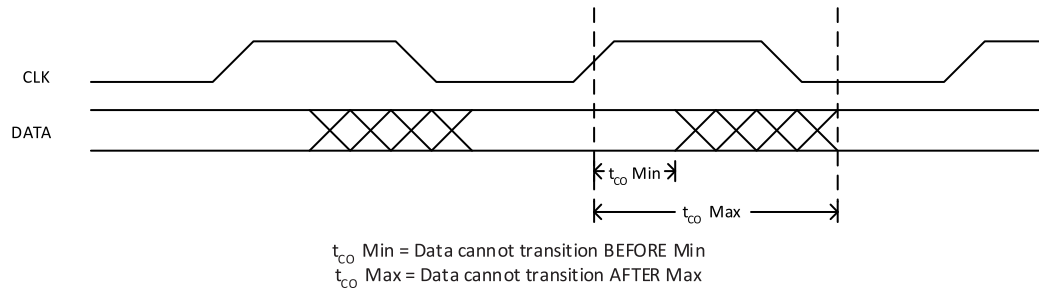 CLK
DATA
tCO Min
tCO Max
tCO Min = Data cannot transition BEFORE Min
tCO Max = Data cannot transition AFTER Max